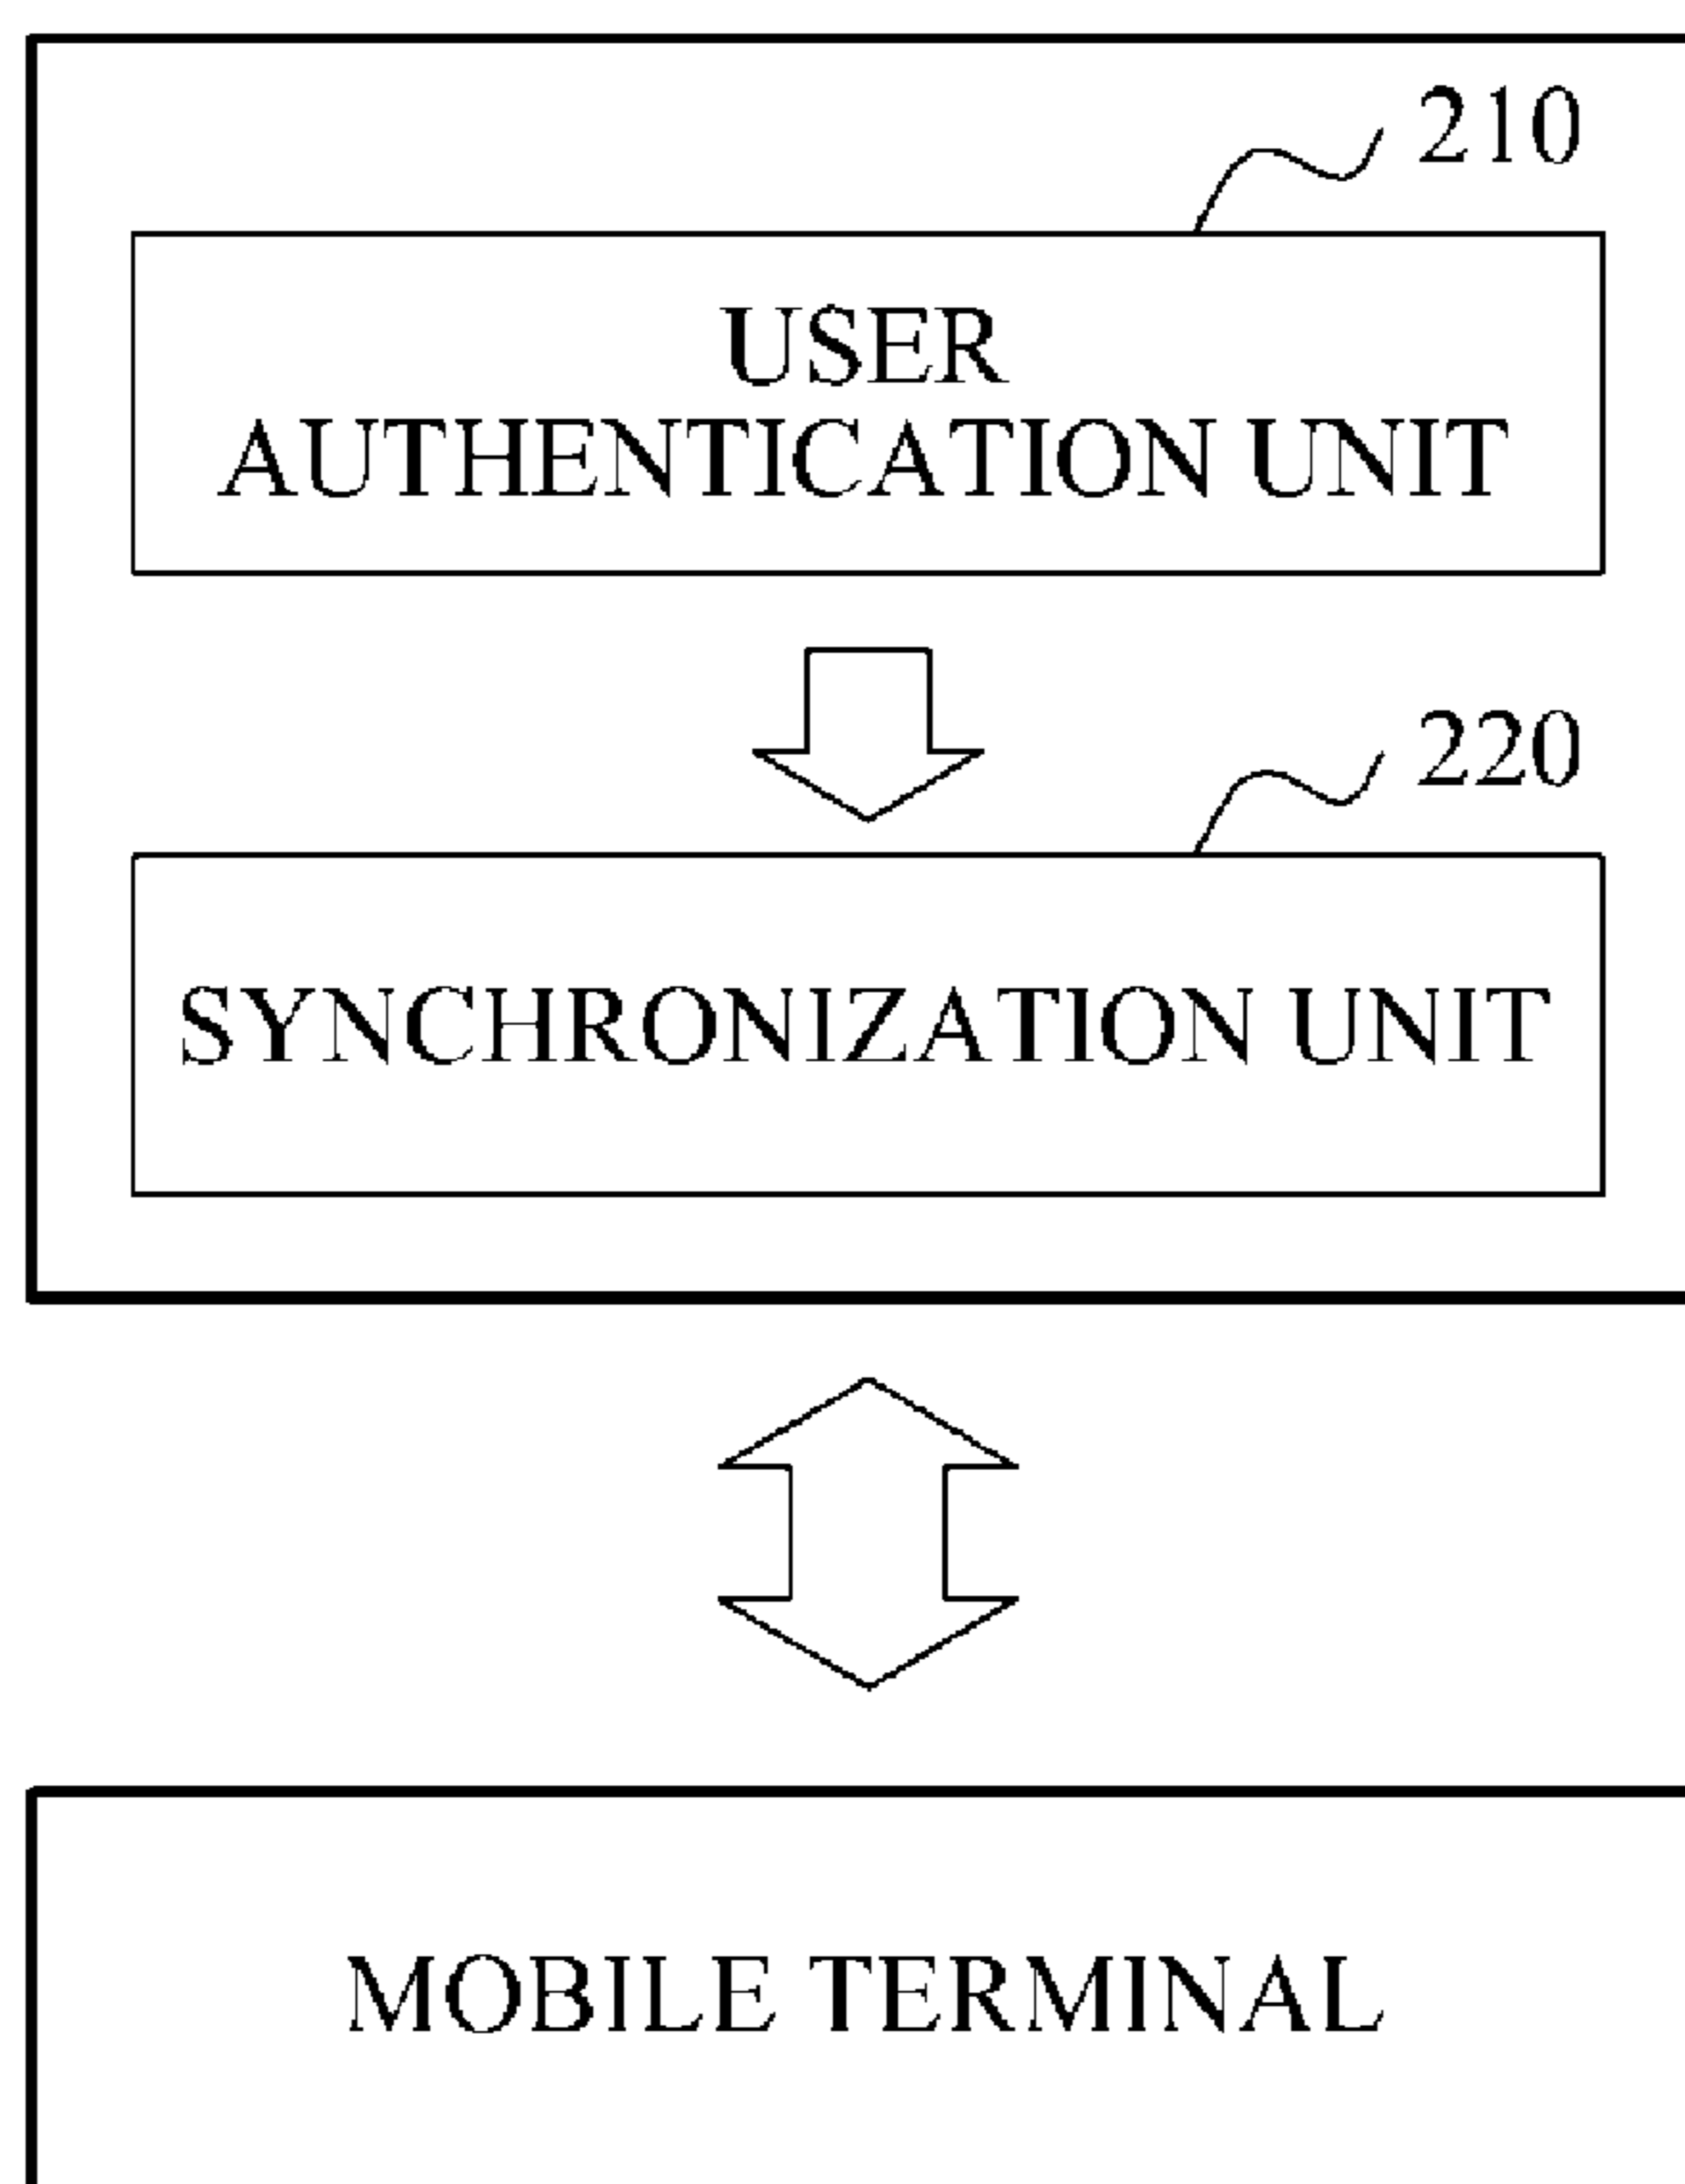 210
USER
AUTHENTICATION UNIT
220
SYNCHRONIZATION UNIT
MOBILE TERMINAL